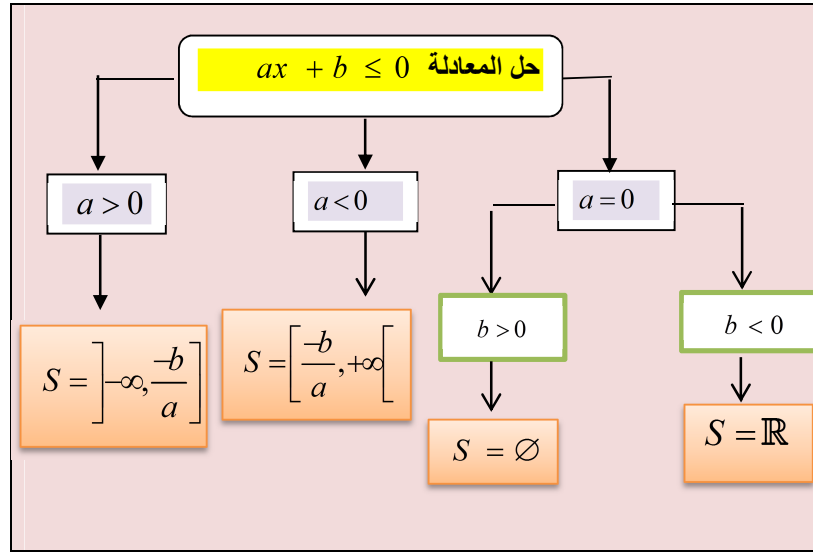 حل المعادلة ax + b ≤ 0
a > 0
a < 0
a = 0
b > 0
b < 0
S = ]−∞, −b/a]
S = [−b/a, +∞[
S = ∅
S = ℝ